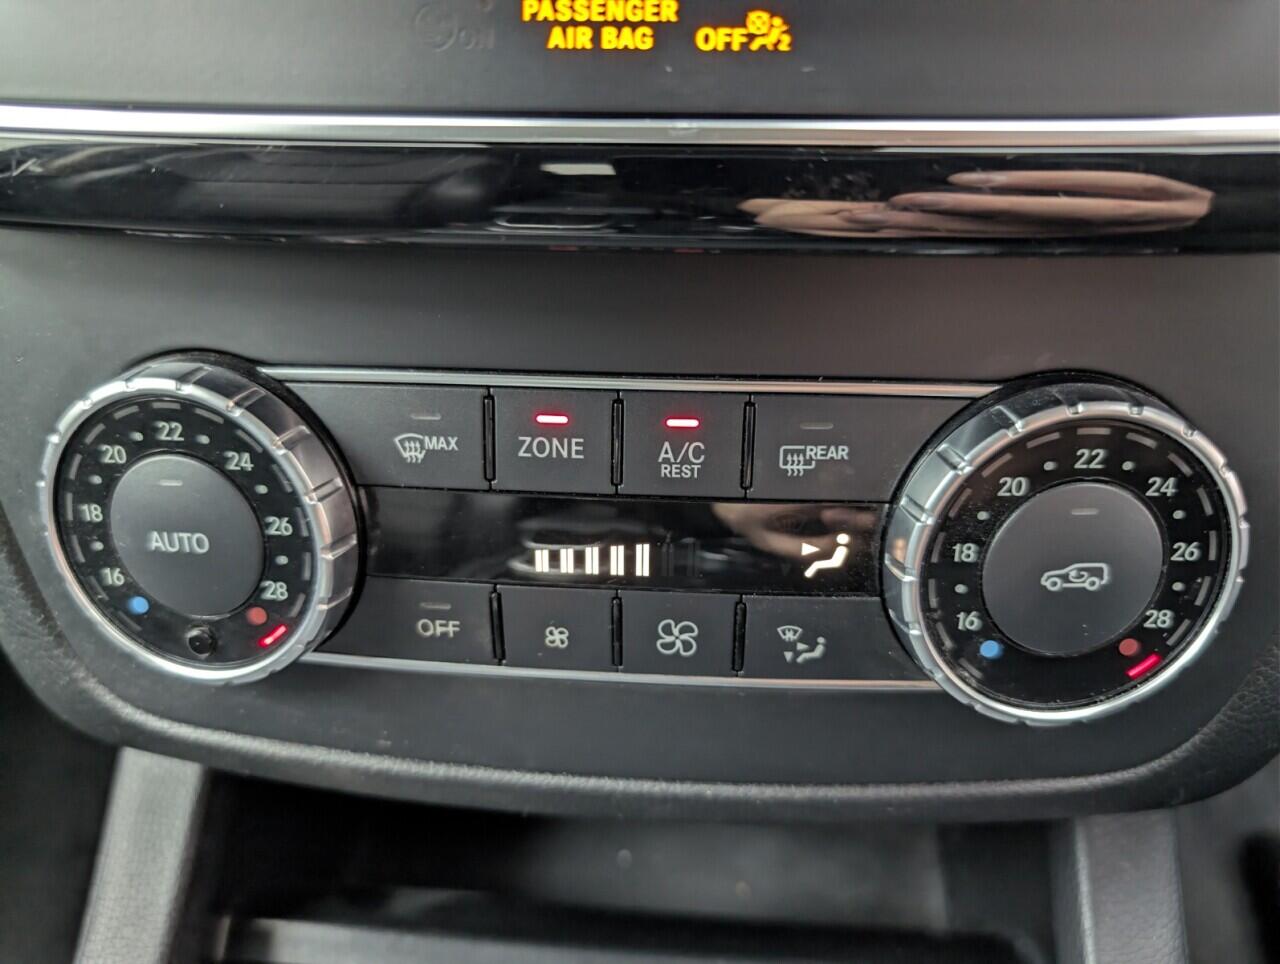 PASSENGER
AIR BAG OFF 2
MAX
ZONE
A/C
REST
REAR
16 18 20 22 24 26 28
AUTO
16 18 20 22 24 26 28
OFF